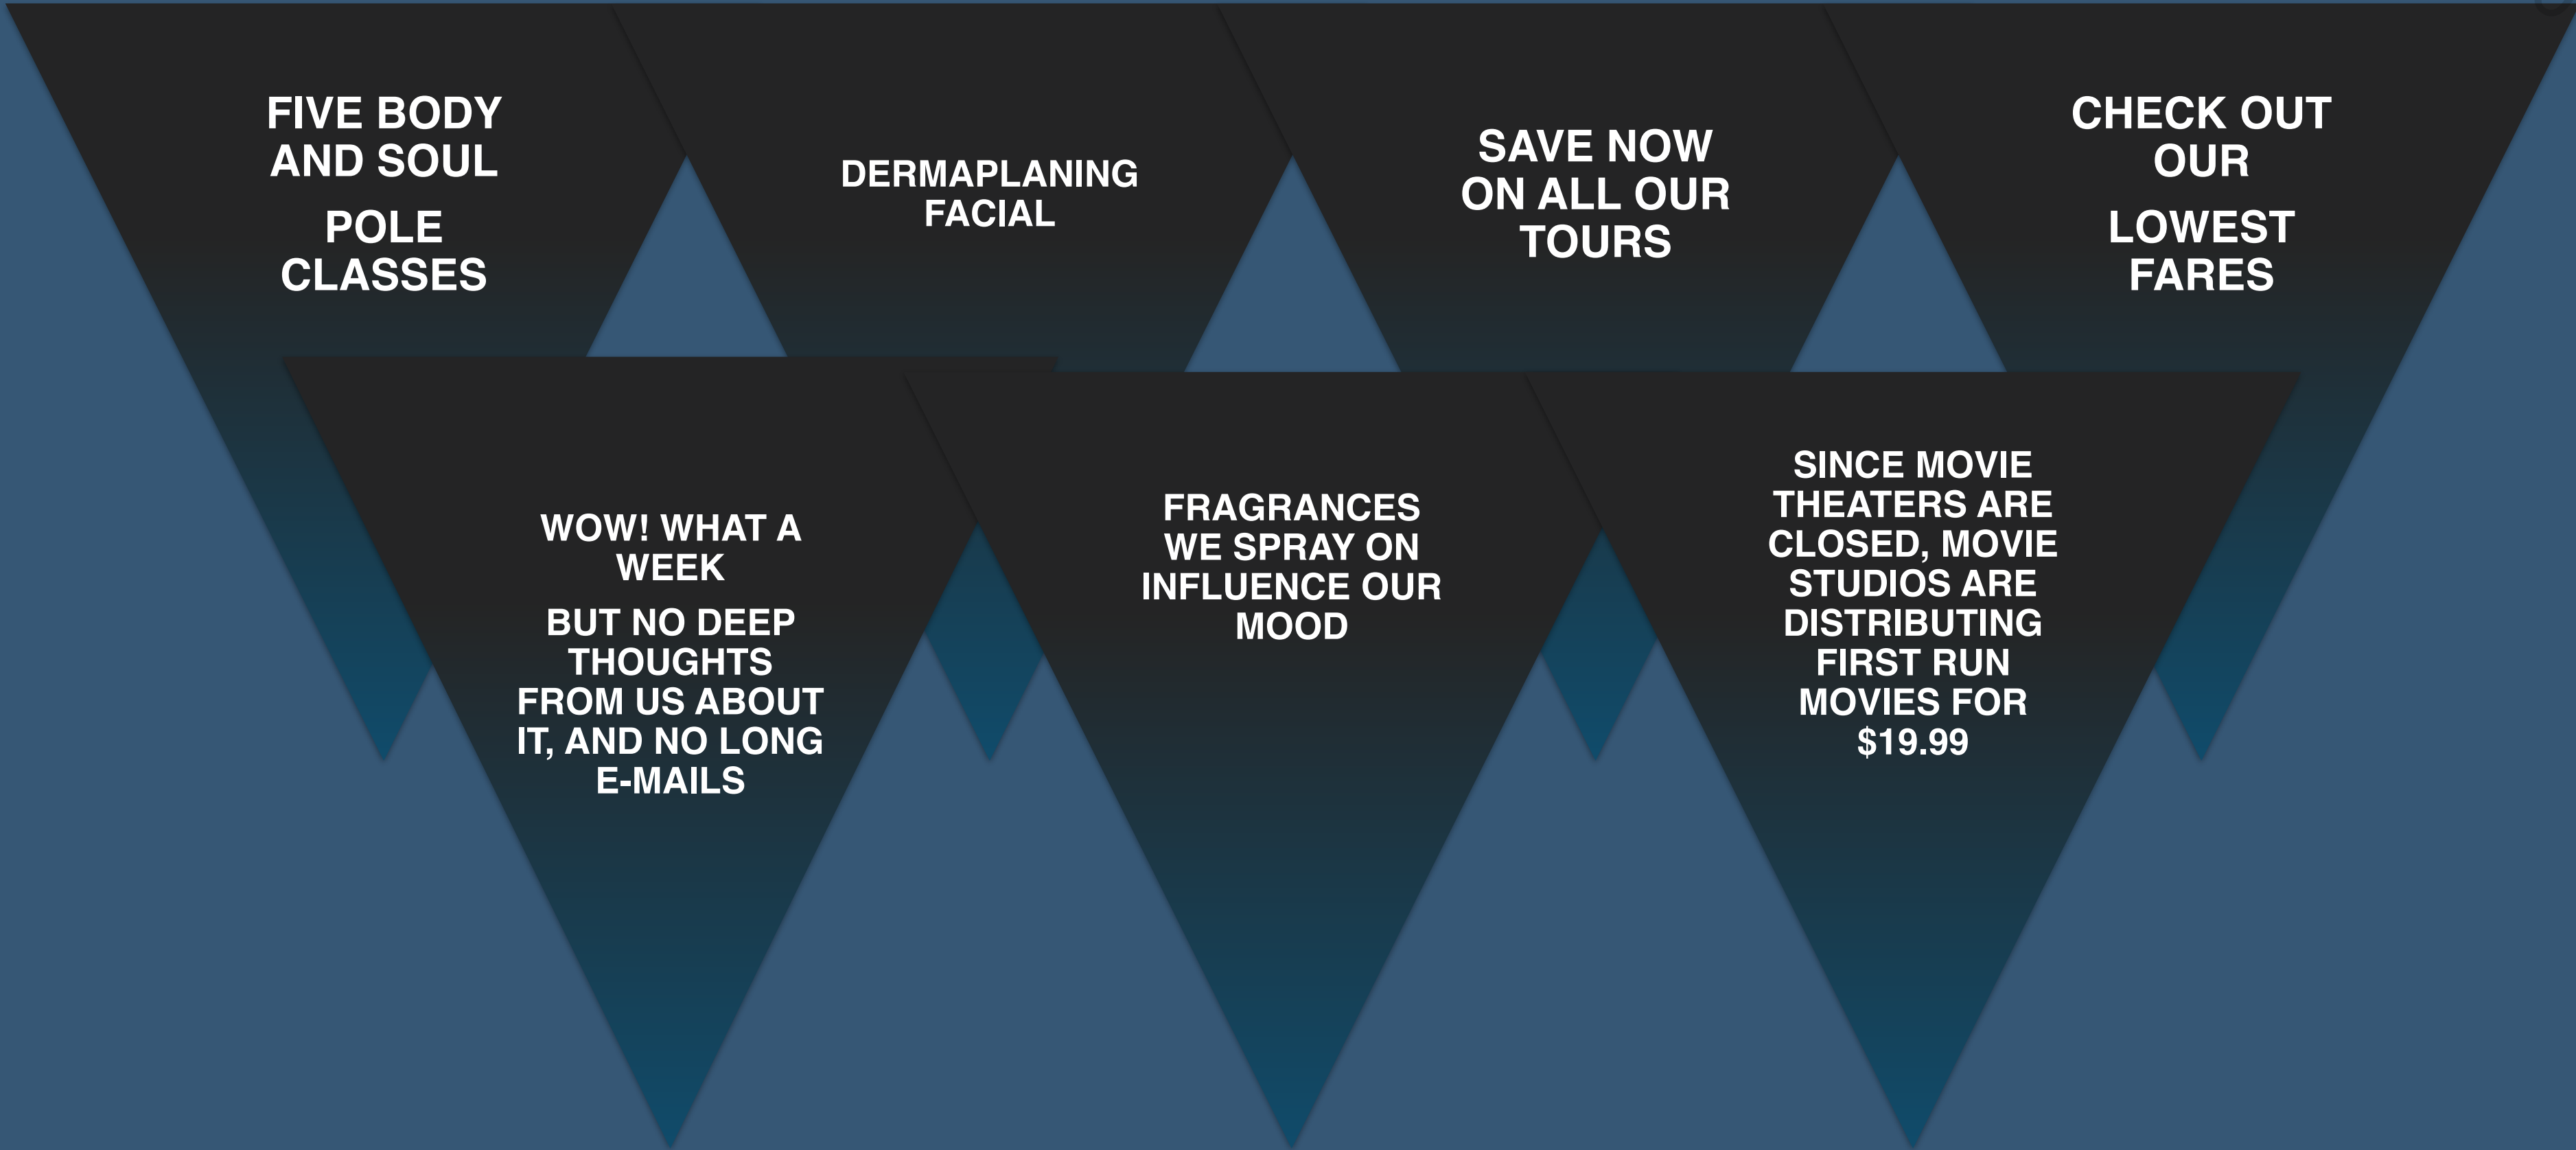 FIVE BODY
AND SOUL
POLE
CLASSES
DERMAPLANING
FACIAL
SAVE NOW
ON ALL OUR
TOURS
CHECK OUT
OUR
LOWEST
FARES
WOW! WHAT A
WEEK
BUT NO DEEP
THOUGHTS
FROM US ABOUT
IT, AND NO LONG
E-MAILS
FRAGRANCES
WE SPRAY ON
INFLUENCE OUR
MOOD
SINCE MOVIE
THEATERS ARE
CLOSED, MOVIE
STUDIOS ARE
DISTRIBUTING
FIRST RUN
MOVIES FOR
$19.99